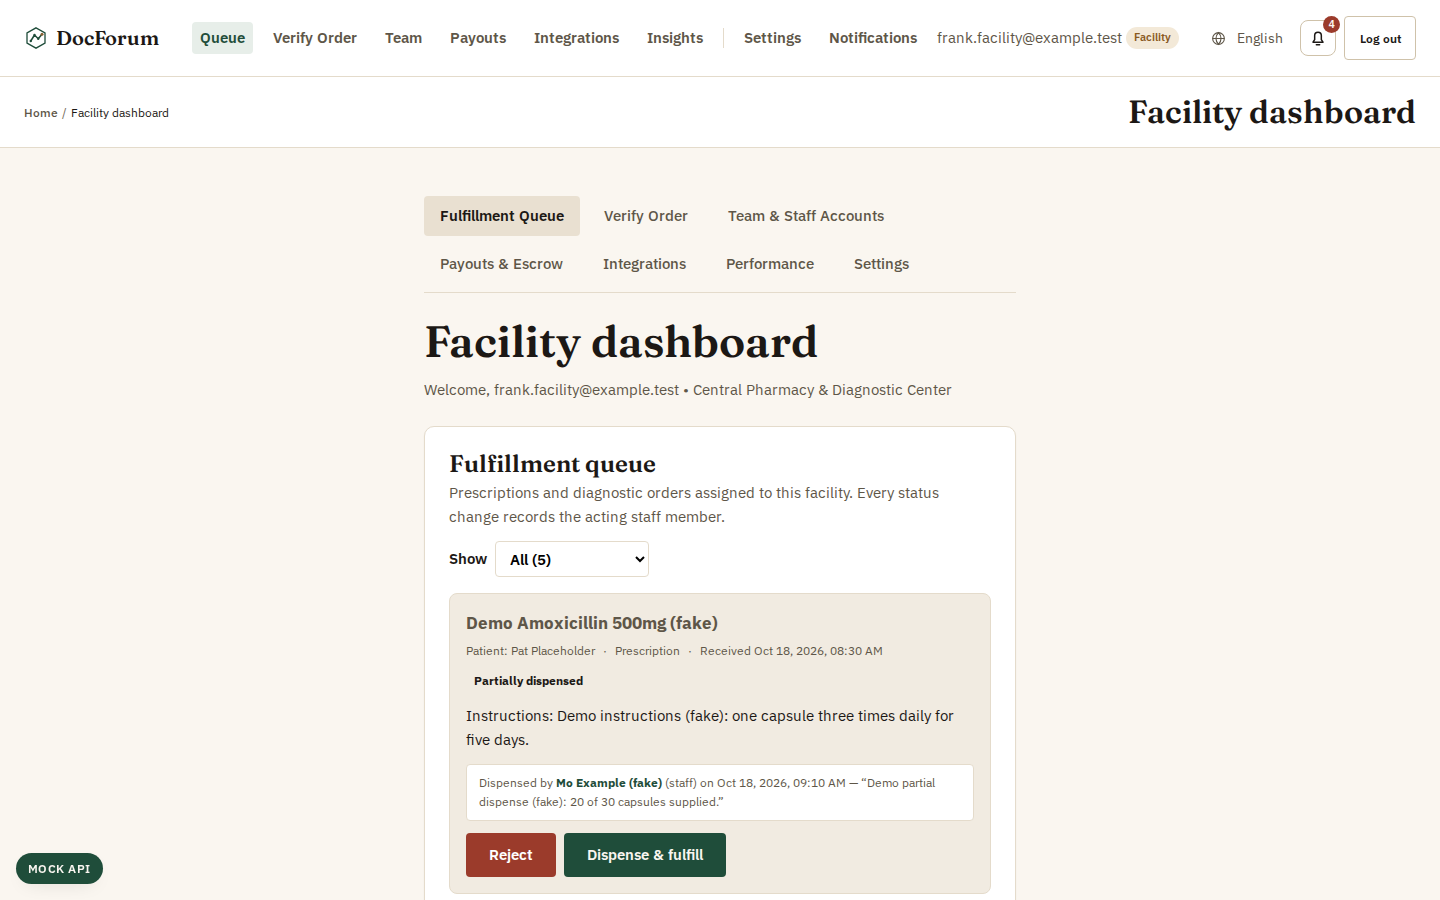 DocForum
Queue
Verify Order
Team
Payouts
Integrations
Insights
Settings
Notifications
frank.facility@example.test
Facility
English
4
Log out
Home / Facility dashboard
Facility dashboard
Fulfillment Queue
Verify Order
Team & Staff Accounts
Payouts & Escrow
Integrations
Performance
Settings
Facility dashboard
Welcome, frank.facility@example.test • Central Pharmacy & Diagnostic Center
Fulfillment queue
Prescriptions and diagnostic orders assigned to this facility. Every status
change records the acting staff member.
Show
All (5)
Demo Amoxicillin 500mg (fake)
Patient: Pat Placeholder · Prescription · Received Oct 18, 2026, 08:30 AM
Partially dispensed
Instructions: Demo instructions (fake): one capsule three times daily for
five days.
Dispensed by Mo Example (fake) (staff) on Oct 18, 2026, 09:10 AM — “Demo partial
dispense (fake): 20 of 30 capsules supplied.”
Reject
Dispense & fulfill
MOCK API